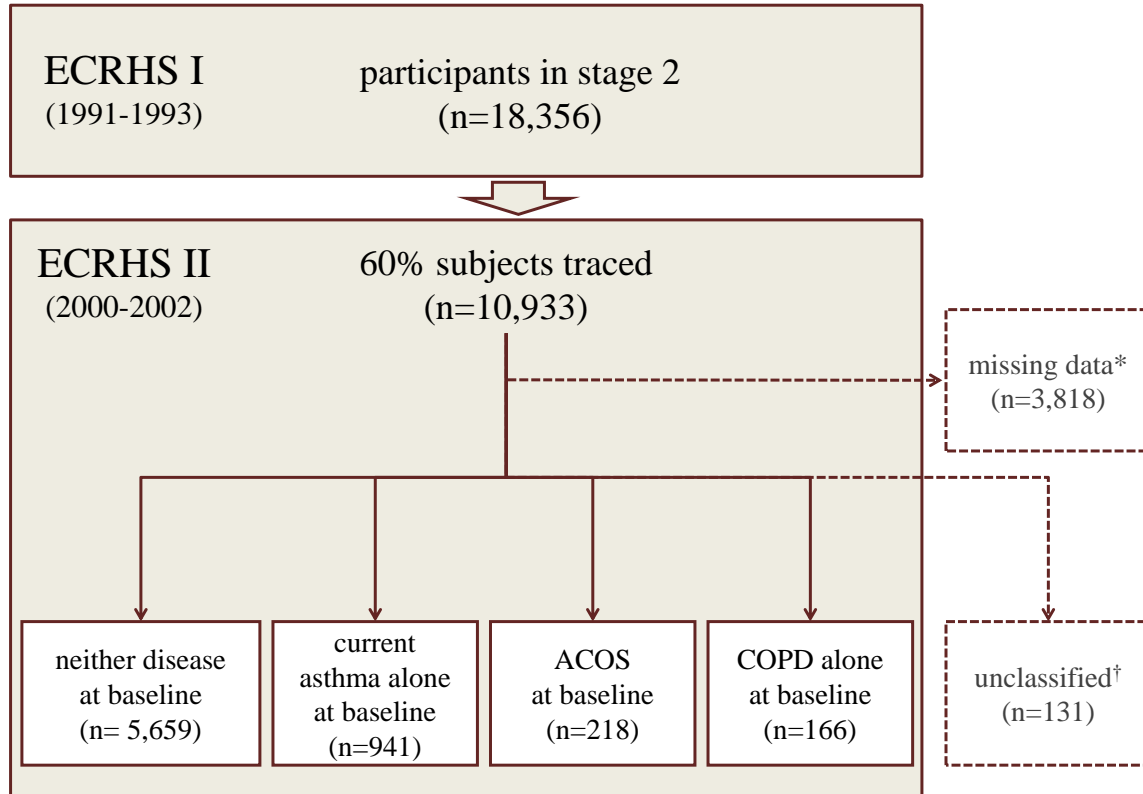 ECRHS I
(1991-1993)
participants in stage 2
(n=18,356)
ECRHS II
(2000-2002)
60% subjects traced
(n=10,933)
missing data*
(n=3,818)
neither disease
at baseline
(n= 5,659)
current
asthma alone
at baseline
(n=941)
ACOS
at baseline
(n=218)
COPD alone
at baseline
(n=166)
unclassified†
(n=131)